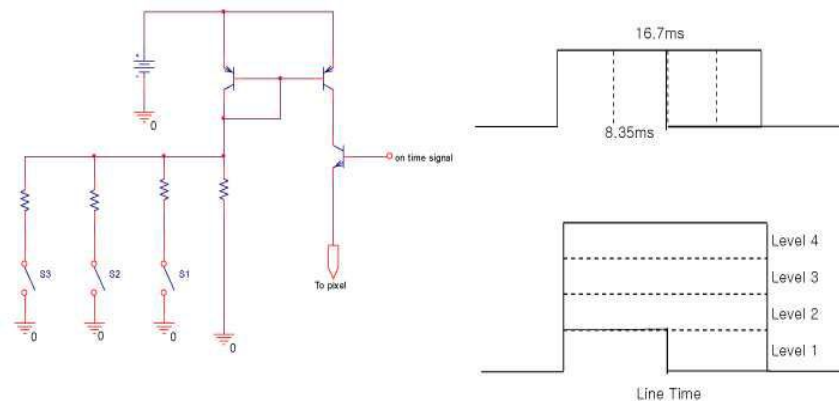 +
-
0
on time signal
S3
S2
S1
To pixel
0
0
0
0
16.7ms
8.35ms
Level 4
Level 3
Level 2
Level 1
Line Time